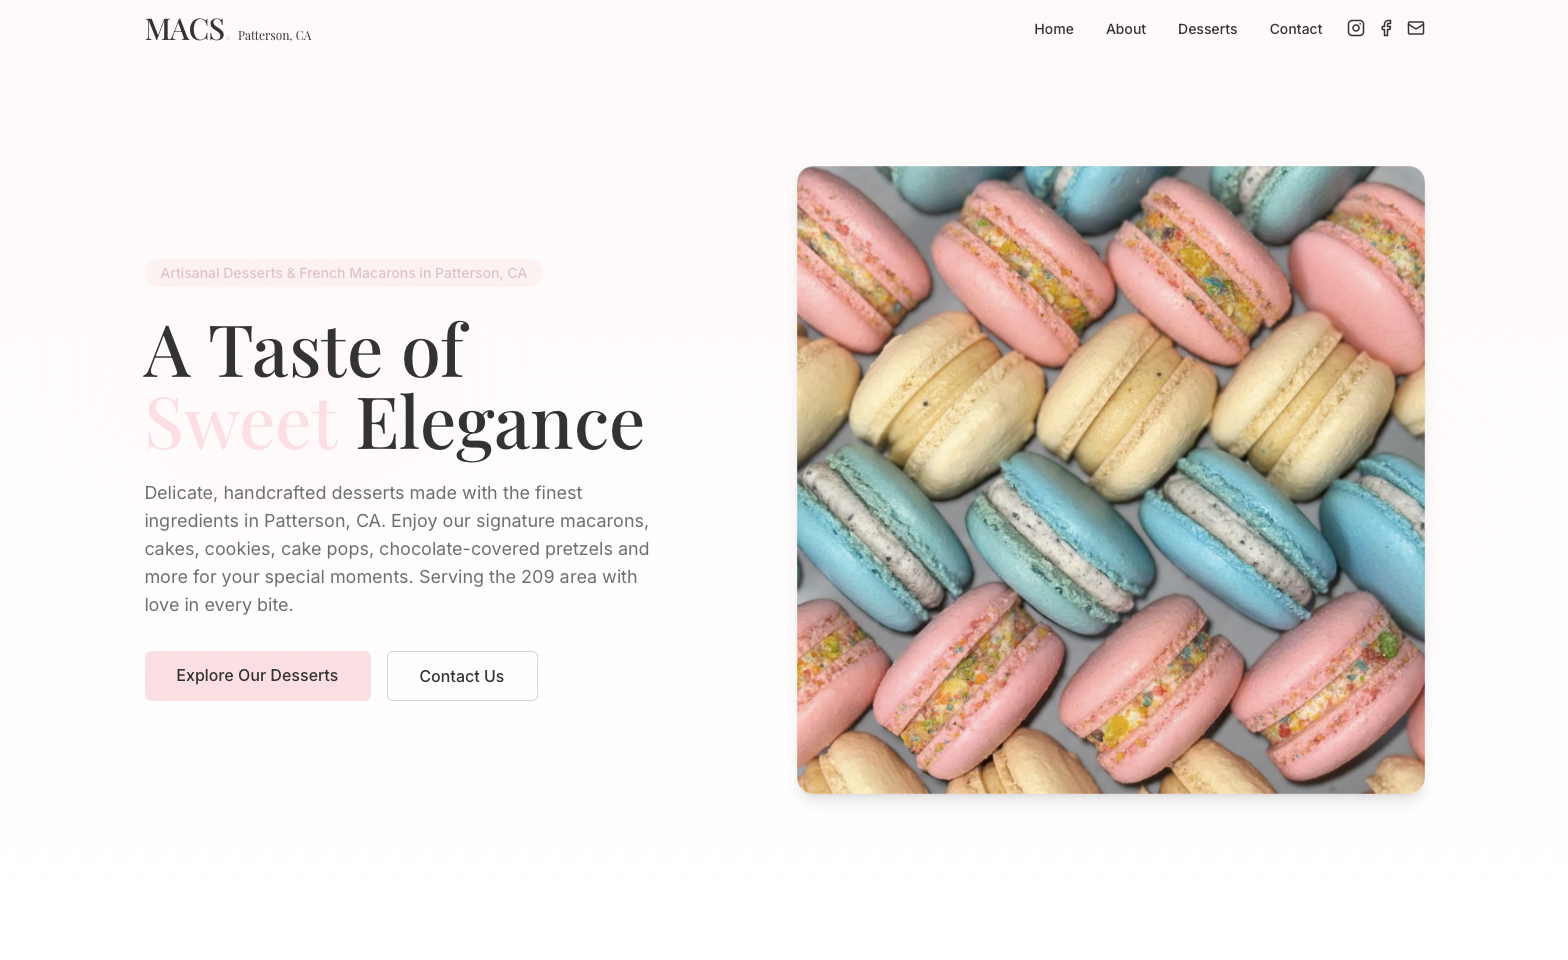 MACS. Patterson, CA
Home About Desserts Contact
Artisanal Desserts & French Macarons in Patterson, CA
A Taste of
Sweet Elegance
Delicate, handcrafted desserts made with the finest
ingredients in Patterson, CA. Enjoy our signature macarons,
cakes, cookies, cake pops, chocolate-covered pretzels and
more for your special moments. Serving the 209 area with
love in every bite.
Explore Our Desserts Contact Us